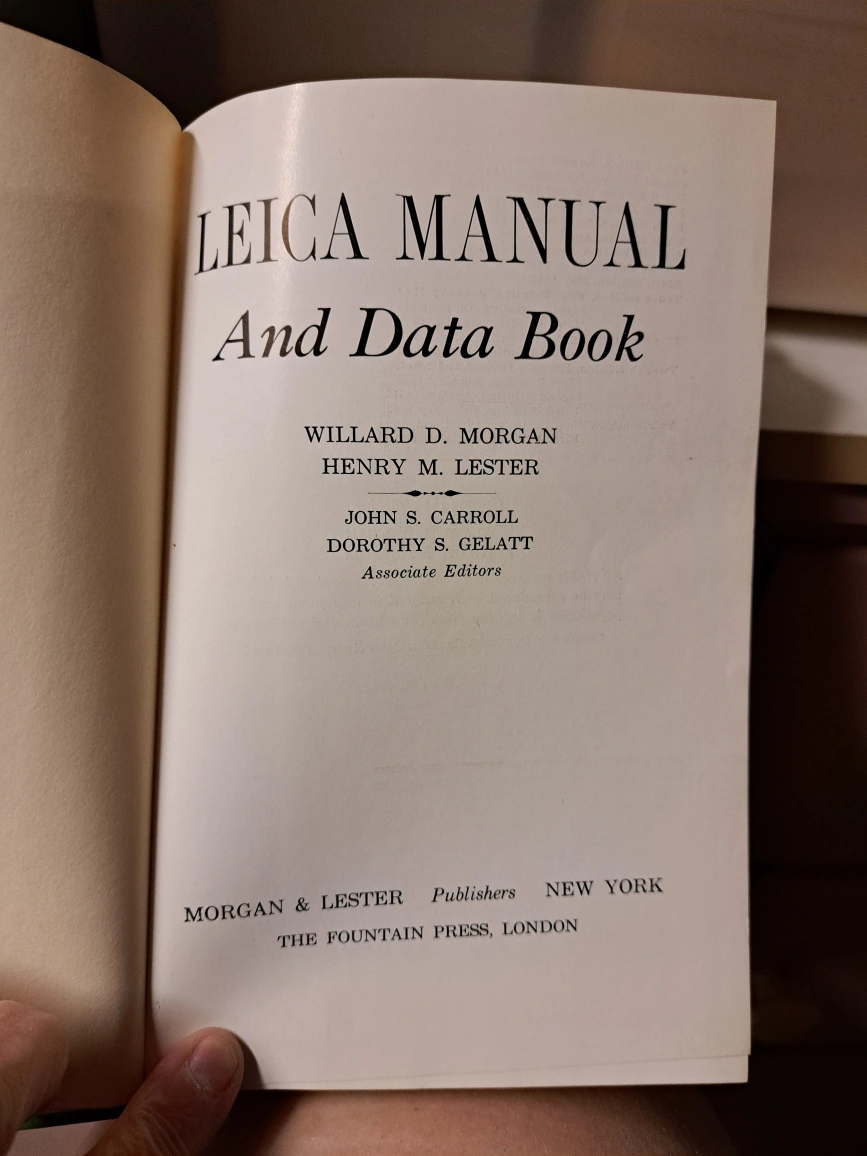 LEICA MANUAL
And Data Book
WILLARD D. MORGAN
HENRY M. LESTER
JOHN S. CARROLL
DOROTHY S. GELATT
Associate Editors
MORGAN & LESTER Publishers NEW YORK
THE FOUNTAIN PRESS, LONDON